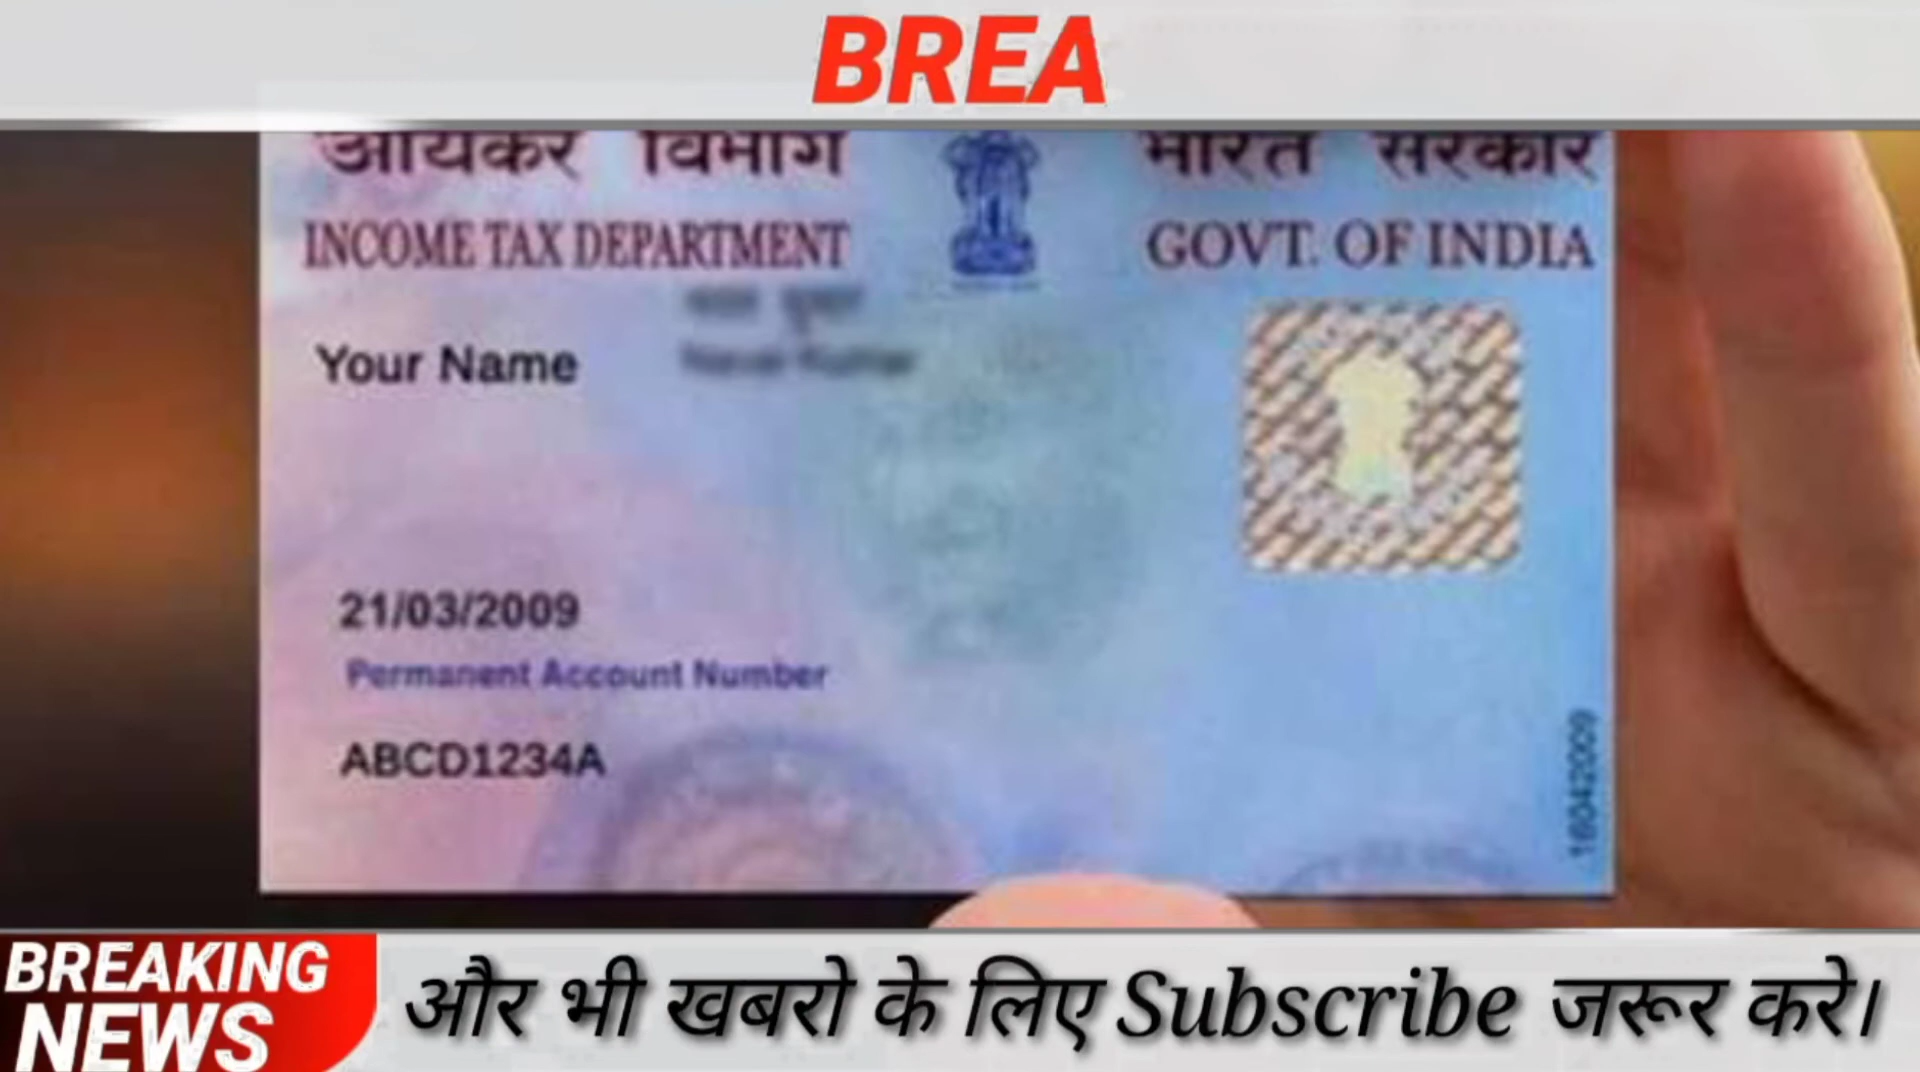 BREA
आयकर विभाग भारत सरकार
INCOME TAX DEPARTMENT GOVT. OF INDIA
Your Name
21/03/2009
Permanent Account Number
ABCD1234A
16042009
BREAKING
NEWS
और भी खबरो के लिए Subscribe जरूर करे।